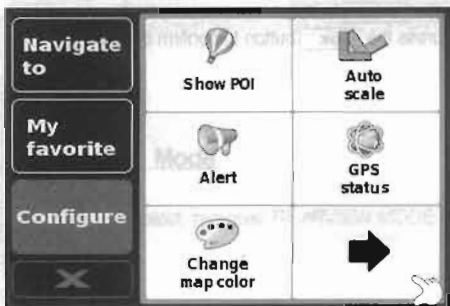 Navigate
to
My
favorite
Configure
Show POI
Auto
scale
Alert
GPS
status
Change
map color